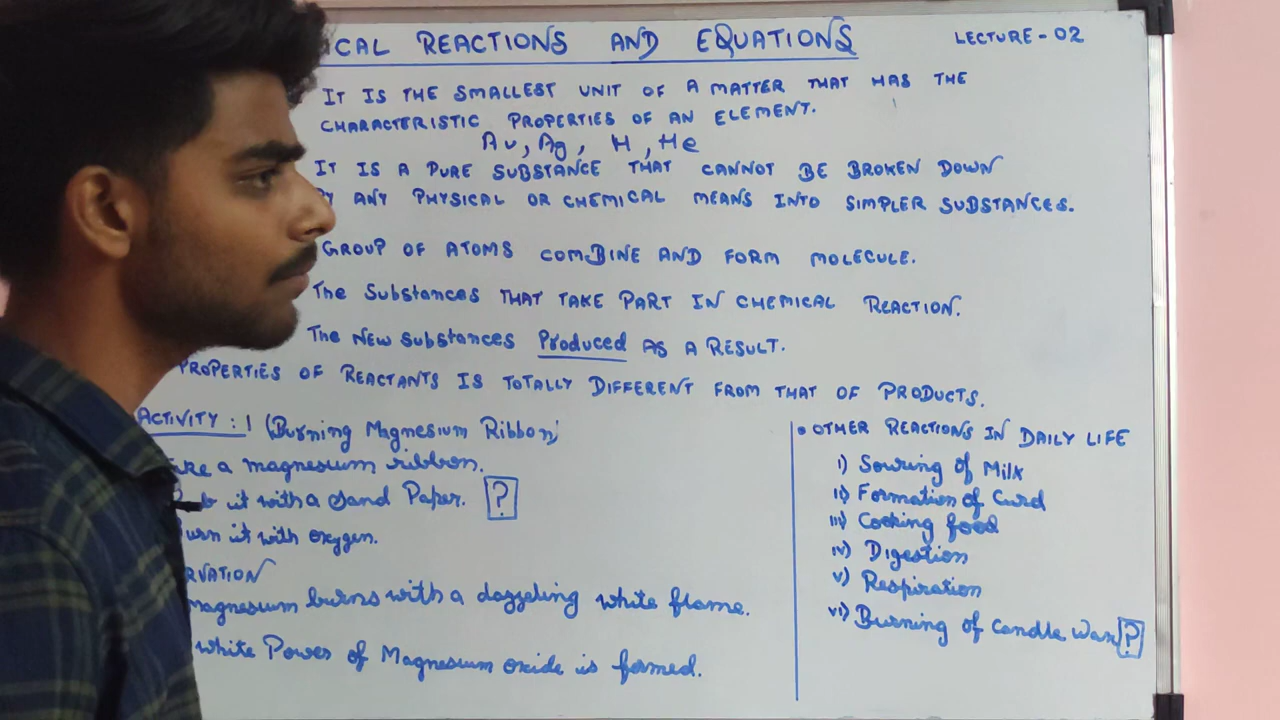 ICAL REACTIONS AND EQUATIONS
LECTURE-02
IT IS THE SMALLEST UNIT OF A MATTER THAT HAS THE
CHARACTERISTIC PROPERTIES OF AN ELEMENT.
Au, Ag, H, He
IT IS A PURE SUBSTANCE THAT CANNOT BE BROKEN DOWN
Y ANY PHYSICAL OR CHEMICAL MEANS INTO SIMPLER SUBSTANCES.
GROUP OF ATOMS COMBINE AND FORM MOLECULE.
The Substances THAT TAKE PART IN CHEMICAL REACTION.
The NEW Substances Produced AS A RESULT.
PROPERTIES OF REACTANTS IS TOTALLY DIFFERENT FROM THAT OF PRODUCTS.
ACTIVITY : 1 (Burning Magnesium Ribbon)
ke a magnesium ribbon.
b it with a Sand Paper. ?
urn it with oxygen.
RVATION
Magnesium burns with a dazzeling white flame.
white Power of Magnesium oxide is formed.
• OTHER REACTIONS IN DAILY LIFE
i) Souring of Milk
ii) Formation of Curd
iii) Cooking food
iv) Digestion
v) Respiration
vi) Burning of Candle Wax ?